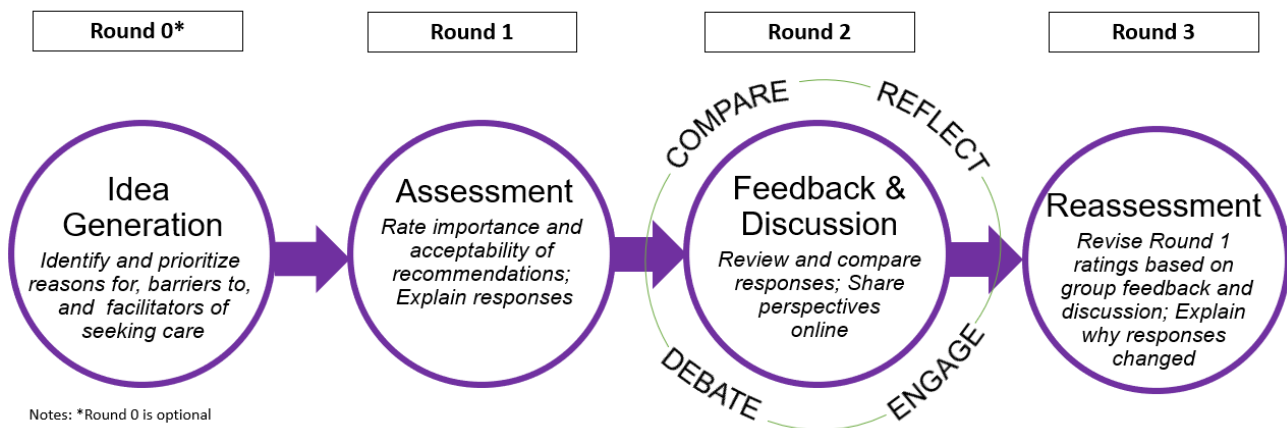 Round 0*
Round 1
Round 2
Round 3
Idea
Generation
Identify and prioritize
reasons for, barriers to,
and facilitators of
seeking care
Assessment
Rate importance and
acceptability of
recommendations;
Explain responses
COMPARE
REFLECT
Feedback &
Discussion
Review and compare
responses; Share
perspectives
online
DEBATE
ENGAGE
Reassessment
Revise Round 1
ratings based on
group feedback and
discussion; Explain
why responses
changed
Notes: *Round 0 is optional